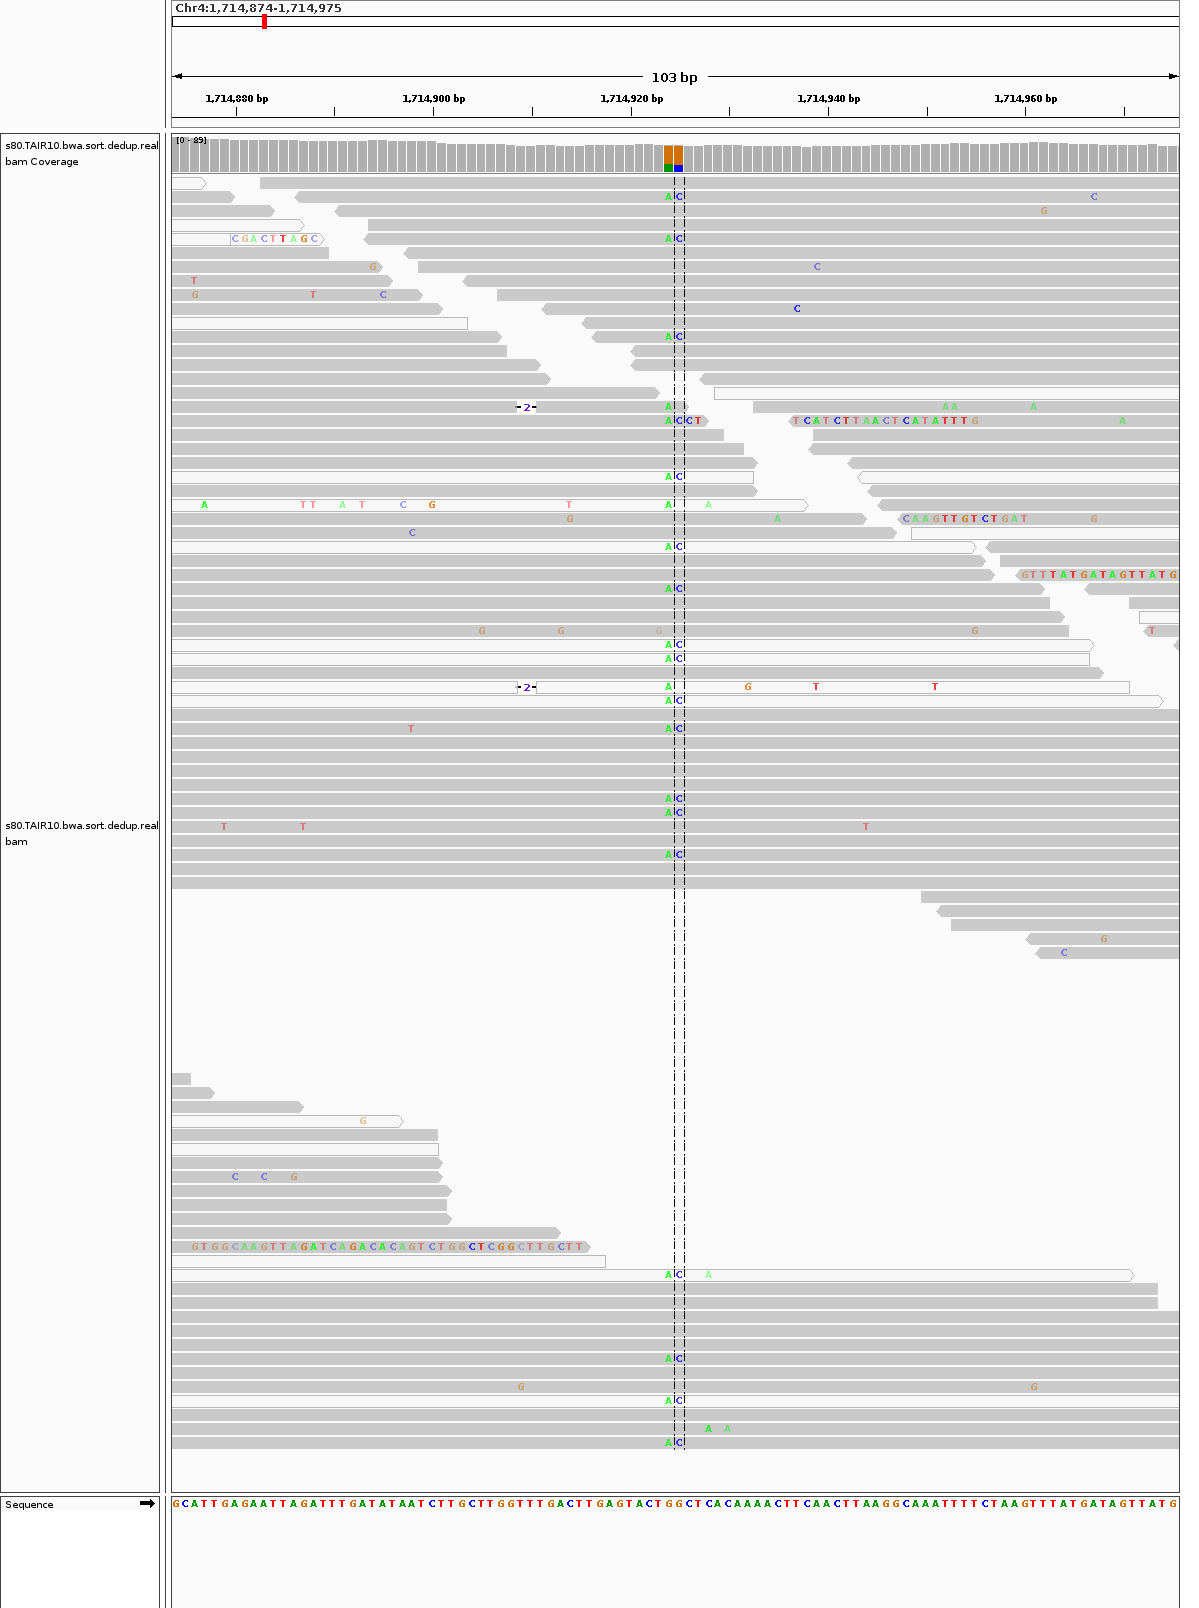 Chr4:1,714,874-1,714,975
103 bp
1,714,880 bp 1,714,900 bp 1,714,920 bp 1,714,940 bp 1,714,960 bp
s80.TAIR10.bwa.sort.dedup.real
bam Coverage
[0 - 89]
A C C
G
C G A C T T A G C A C
G C
T
G T C
C
A C
2 A A A A
A C C T T C A T C T T A A C T C A T A T T T G A
A C
A T T A T C G T A A
G A C A A G T T G T C T G A T G
C
A C
G T T T A T G A T A G T T A T G
A C
G G G G T
A C
A C
2 A G T T
A C
T A C
A C
A C
s80.TAIR10.bwa.sort.dedup.real
bam
T T T
A C
G
C
G
C C G
G T G G C A A G T T A G A T C A G A C A C A G T C T G G C T C G G C T T G C T T
A C A
A C
G G
A C
A A
A C
Sequence
G C A T T G A G A A T T A G A T T T G A T A T A A T C T T G C T T G G T T T G A C T T G A G T A C T G G C T C A C A A A A C T T C A A C T T A A G G C A A A T T T T C T A A G T T T A T G A T A G T T A T G